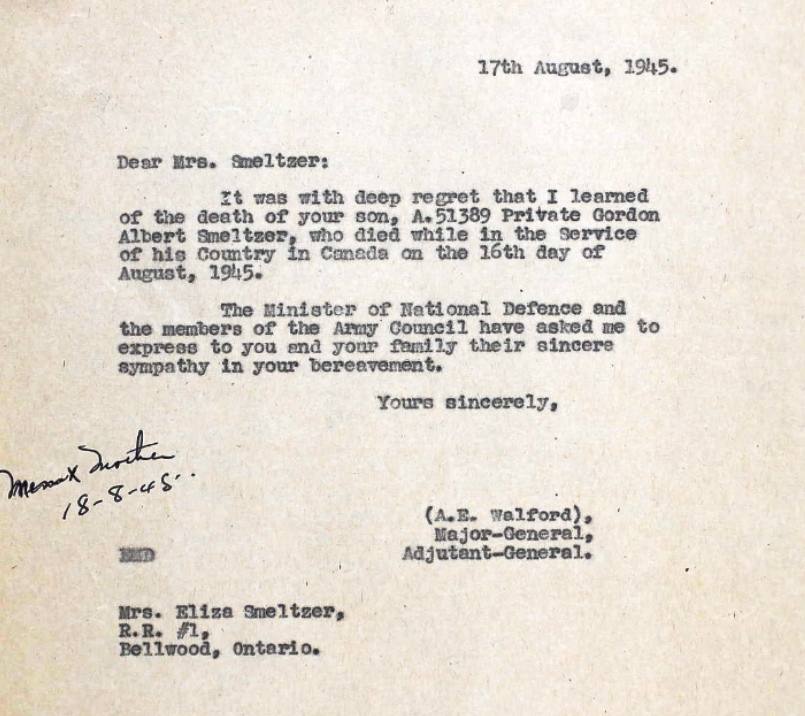 17th August, 1945.
Dear Mrs. Smeltzer:
It was with deep regret that I learned
of the death of your son, A.51389 Private Gordon
Albert Smeltzer, who died while in the Service
of his Country in Canada on the 16th day of
August, 1945.
The Minister of National Defence and
the members of the Army Council have asked me to
express to you and your family their sincere
sympathy in your bereavement.
Yours sincerely,
18-8-45.
(A.E. Walford),
Major-General,
Adjutant-General.
Mrs. Eliza Smeltzer,
R.R. #1,
Bellwood, Ontario.